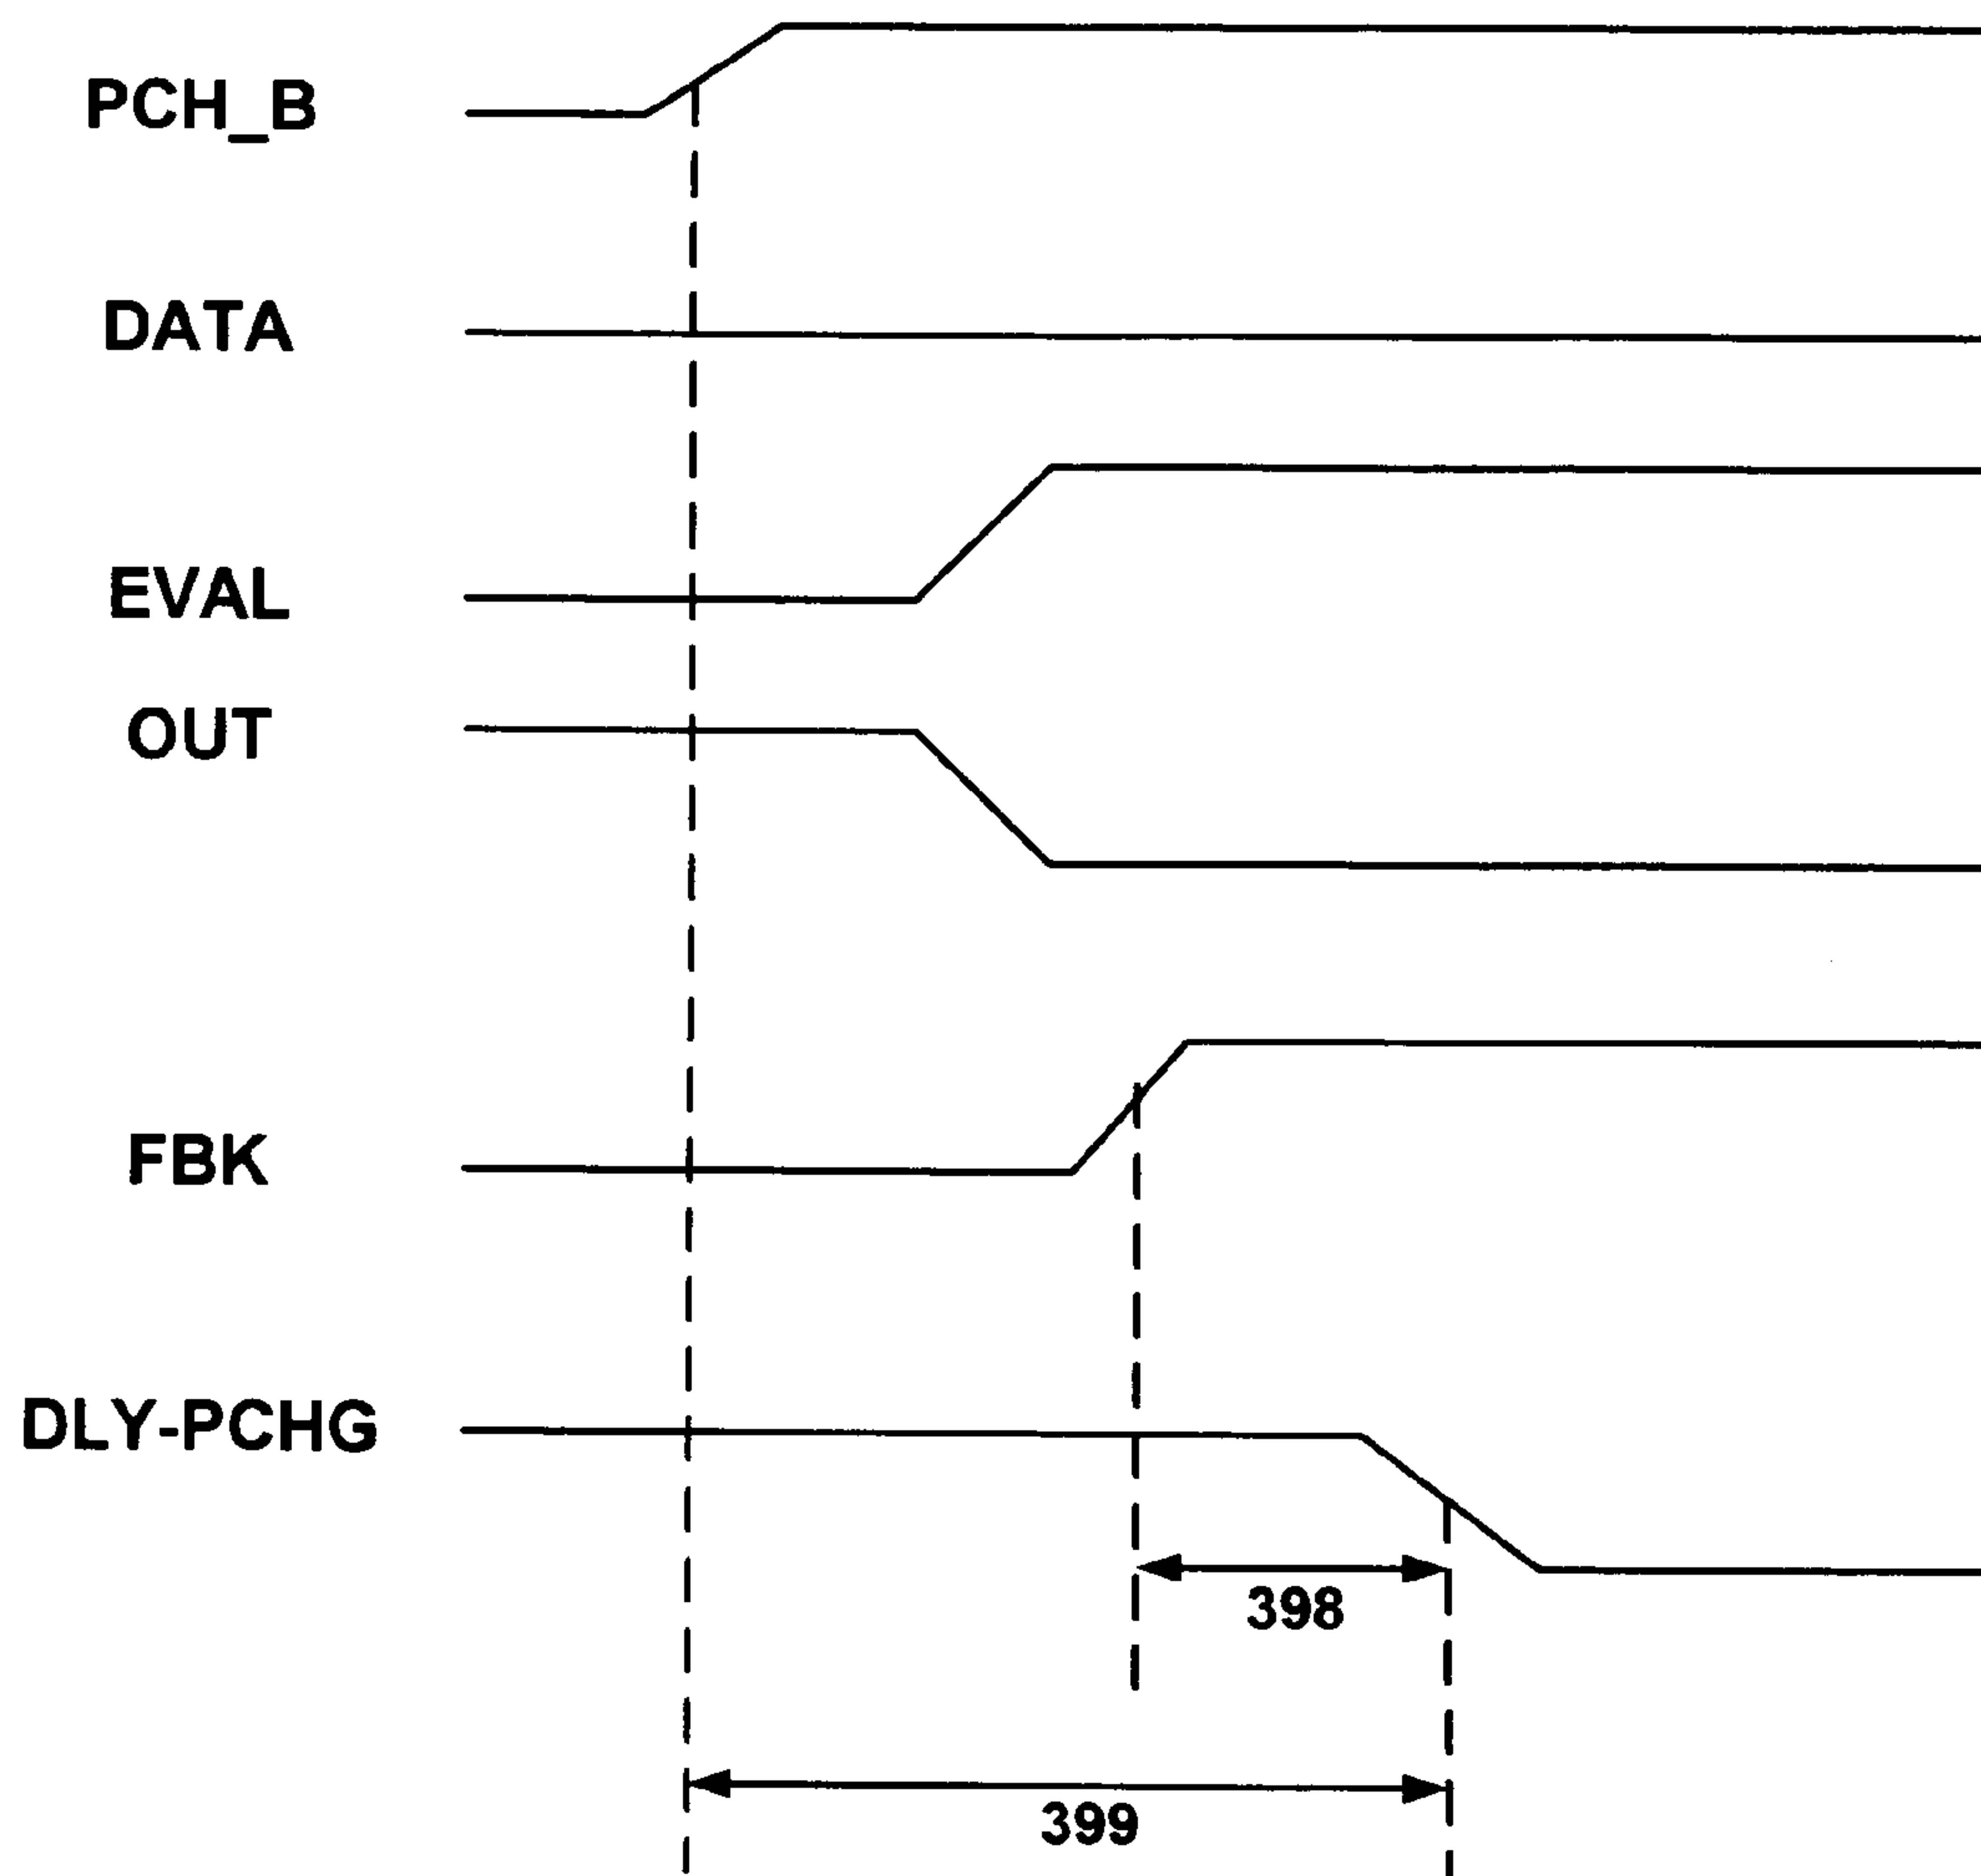 PCH_B
DATA
EVAL
OUT
FBK
DLY-PCHG
398
399